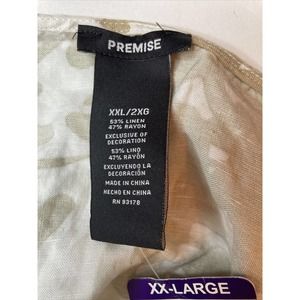 PREMISE
XXL/2XG
53% LINEN
47% RAYON
EXCLUSIVE OF
DECORATION
53% LINO
47% RAYON
EXCLUYENDO LA
DECORACIÓN
MADE IN CHINA
HECHO EN CHINA
RN 93178
XX-LARGE